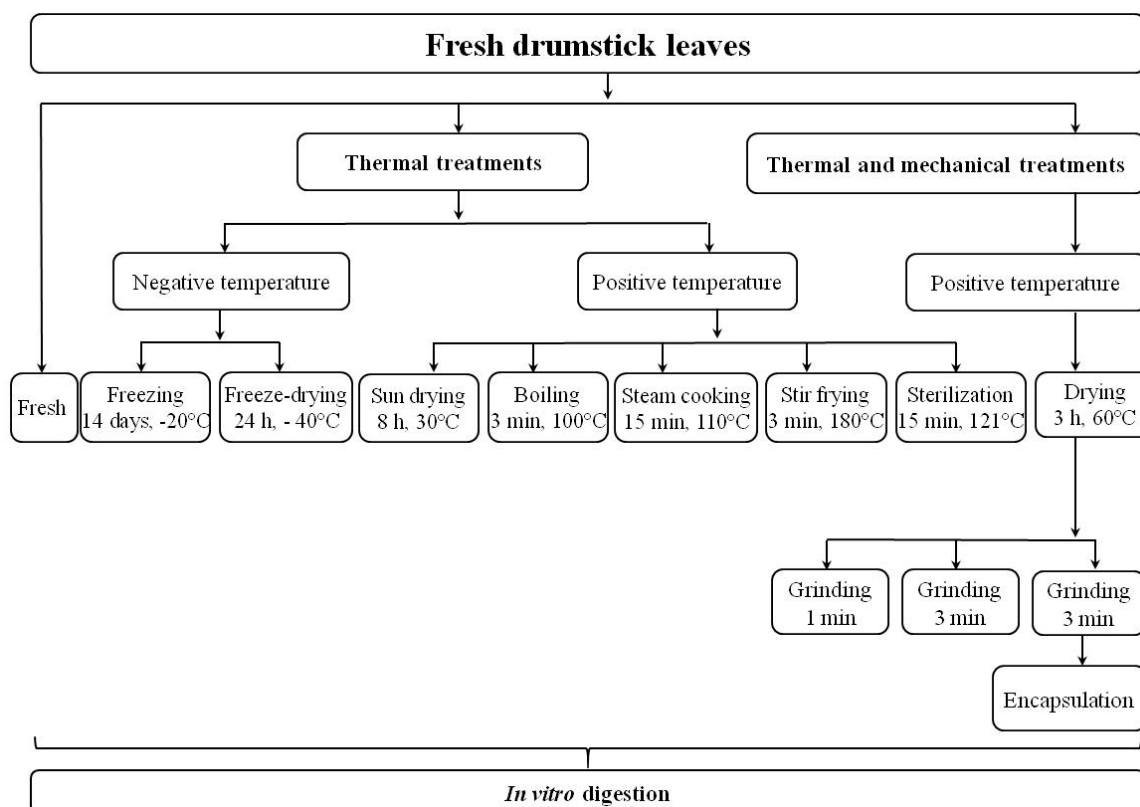 Fresh drumstick leaves
Thermal treatments
Thermal and mechanical treatments
Negative temperature
Positive temperature
Positive temperature
Fresh
Freezing
14 days, -20°C
Freeze-drying
24 h, - 40°C
Sun drying
8 h, 30°C
Boiling
3 min, 100°C
Steam cooking
15 min, 110°C
Stir frying
3 min, 180°C
Sterilization
15 min, 121°C
Drying
3 h, 60°C
Grinding
1 min
Grinding
3 min
Grinding
3 min
Encapsulation
In vitro digestion